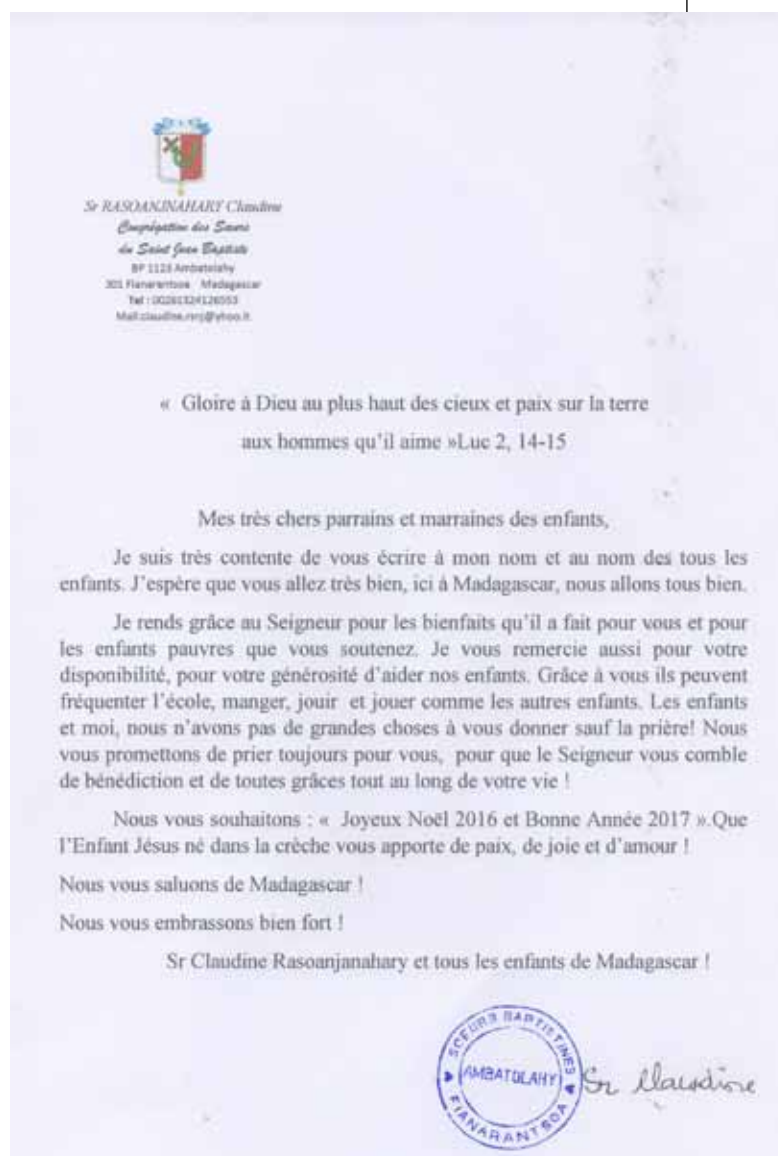 Sr RASOANJNAHARY Claudine
Congrégation des Sœurs
du Saint Jean Baptiste
BP 1123 Ambatolahy
301 Fianarantsoa Madagascar
Tel : 00261324126553
« Gloire à Dieu au plus haut des cieux et paix sur la terre
aux hommes qu'il aime »Luc 2, 14-15
Mes très chers parrains et marraines des enfants,
Je suis très contente de vous écrire à mon nom et au nom des tous les
enfants. J'espère que vous allez très bien, ici à Madagascar, nous allons tous bien.
Je rends grâce au Seigneur pour les bienfaits qu'il a fait pour vous et pour
les enfants pauvres que vous soutenez. Je vous remercie aussi pour votre
disponibilité, pour votre générosité d'aider nos enfants. Grâce à vous ils peuvent
fréquenter l'école, manger, jouir et jouer comme les autres enfants. Les enfants
et moi, nous n'avons pas de grandes choses à vous donner sauf la prière! Nous
vous promettons de prier toujours pour vous, pour que le Seigneur vous comble
de bénédiction et de toutes grâces tout au long de votre vie !
Nous vous souhaitons : « Joyeux Noël 2016 et Bonne Année 2017 ».Que
l'Enfant Jésus né dans la crèche vous apporte de paix, de joie et d'amour !
Nous vous saluons de Madagascar !
Nous vous embrassons bien fort !
Sr Claudine Rasoanjanahary et tous les enfants de Madagascar !
SŒURS BAPTISTINES
AMBATOLAHY
FIANARANTSOA
Sr Claudine